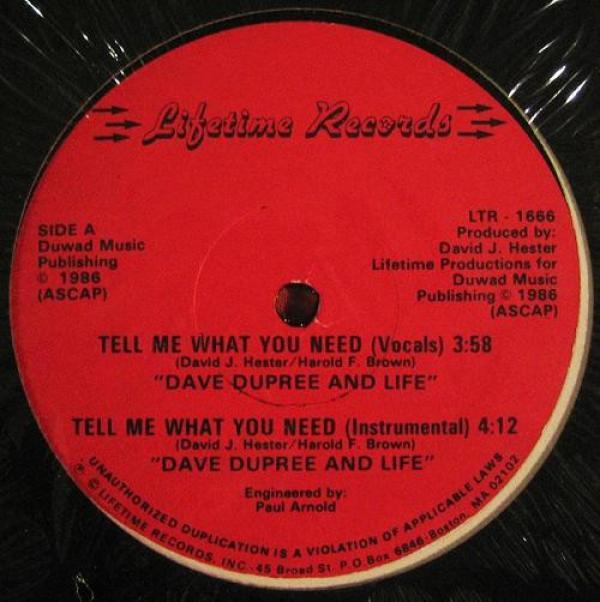 Lifetime Records
SIDE A
Duwad Music
Publishing
© 1986
(ASCAP)
LTR - 1666
Produced by:
David J. Hester
Lifetime Productions for
Duwad Music
Publishing © 1986
(ASCAP)
TELL ME WHAT YOU NEED (Vocals) 3:58
(David J. Hester/Harold F. Brown)
"DAVE DUPREE AND LIFE"
TELL ME WHAT YOU NEED (Instrumental) 4:12
(David J. Hester/Harold F. Brown)
"DAVE DUPREE AND LIFE"
Engineered by:
Paul Arnold
UNAUTHORIZED DUPLICATION IS A VIOLATION OF APPLICABLE LAWS
℗ © LIFETIME RECORDS, INC - 45 Broad St. P.O. Box 6846 - Boston, MA 02102